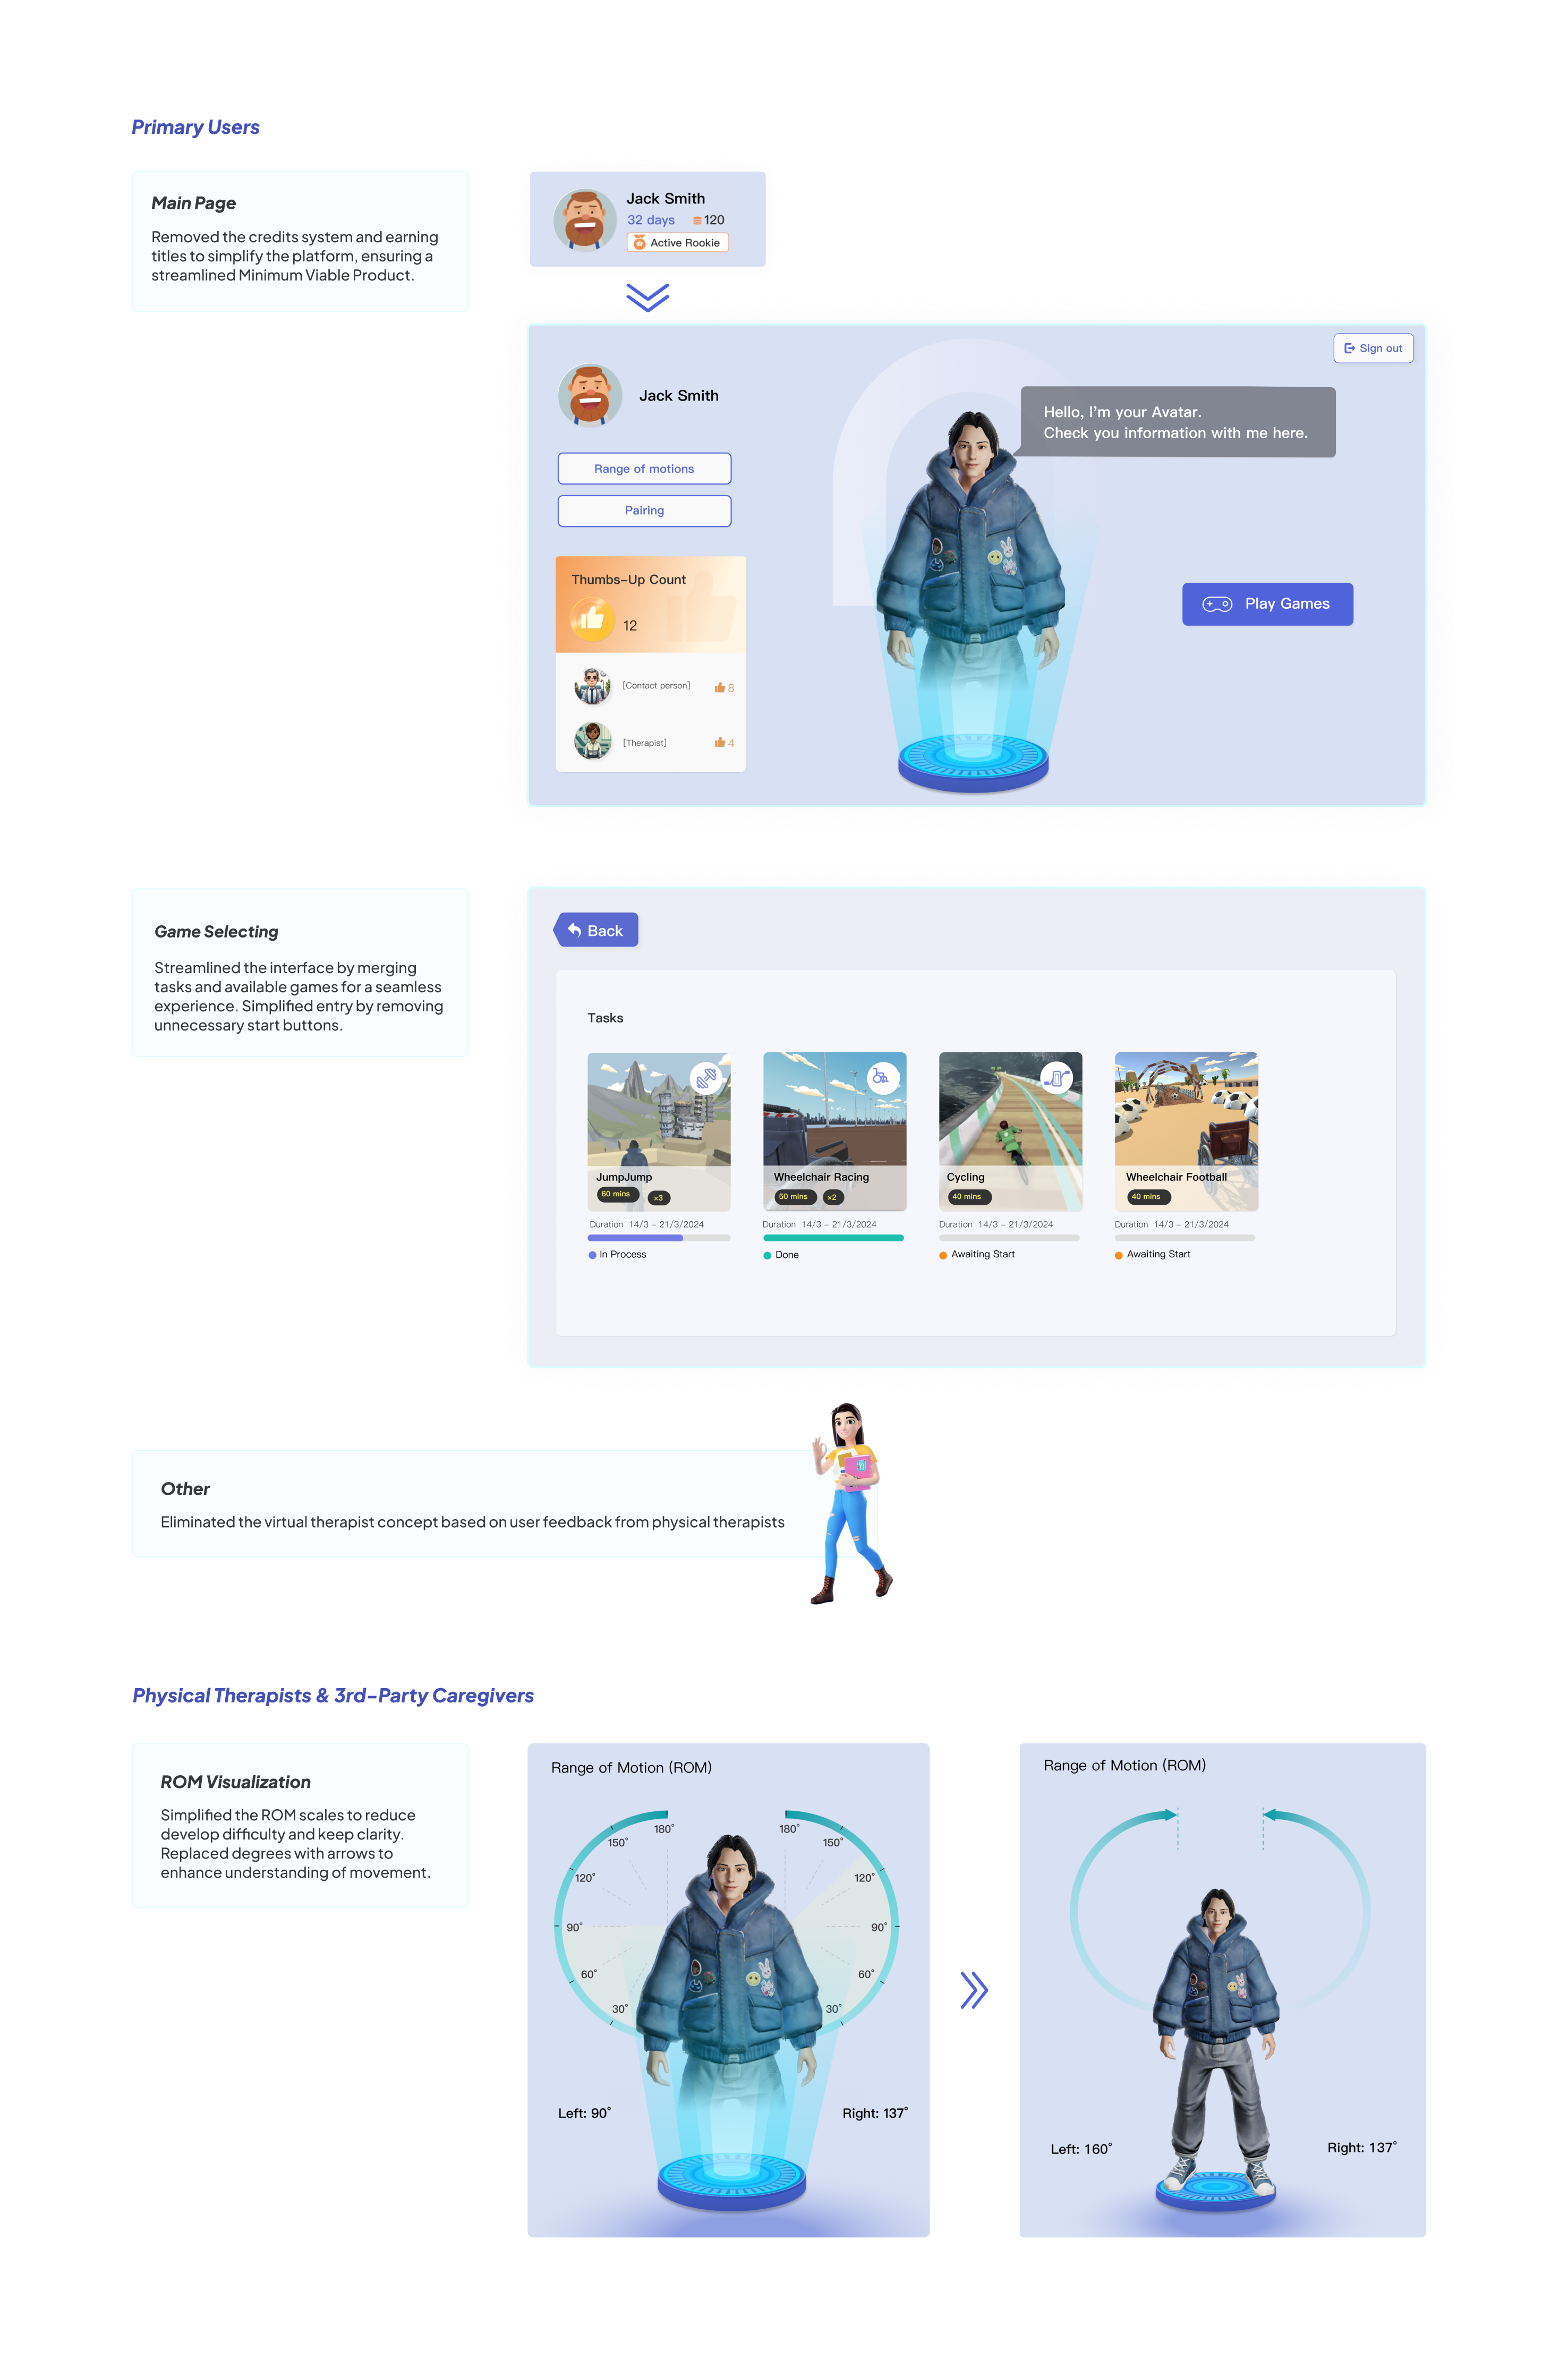 Primary Users
Main Page
Removed the credits system and earning
titles to simplify the platform, ensuring a
streamlined Minimum Viable Product.
Jack Smith
32 days 120
Active Rookie
Sign out
Jack Smith
Hello, I'm your Avatar.
Check you information with me here.
Range of motions
Pairing
Thumbs-Up Count
12
Play Games
[Contact person] 8
[Therapist] 4
Game Selecting
Streamlined the interface by merging
tasks and available games for a seamless
experience. Simplified entry by removing
unnecessary start buttons.
Back
Tasks
JumpJump
60 mins ×3
Duration 14/3 - 21/3/2024
In Process
Wheelchair Racing
50 mins ×2
Duration 14/3 - 21/3/2024
Done
Cycling
40 mins
Duration 14/3 - 21/3/2024
Awaiting Start
Wheelchair Football
40 mins
Duration 14/3 - 21/3/2024
Awaiting Start
Other
Eliminated the virtual therapist concept based on user feedback from physical therapists
Physical Therapists & 3rd-Party Caregivers
ROM Visualization
Simplified the ROM scales to reduce
develop difficulty and keep clarity.
Replaced degrees with arrows to
enhance understanding of movement.
Range of Motion (ROM)
180° 180°
150° 150°
120° 120°
90° 90°
60° 60°
30° 30°
Left: 90° Right: 137°
Range of Motion (ROM)
Left: 160° Right: 137°